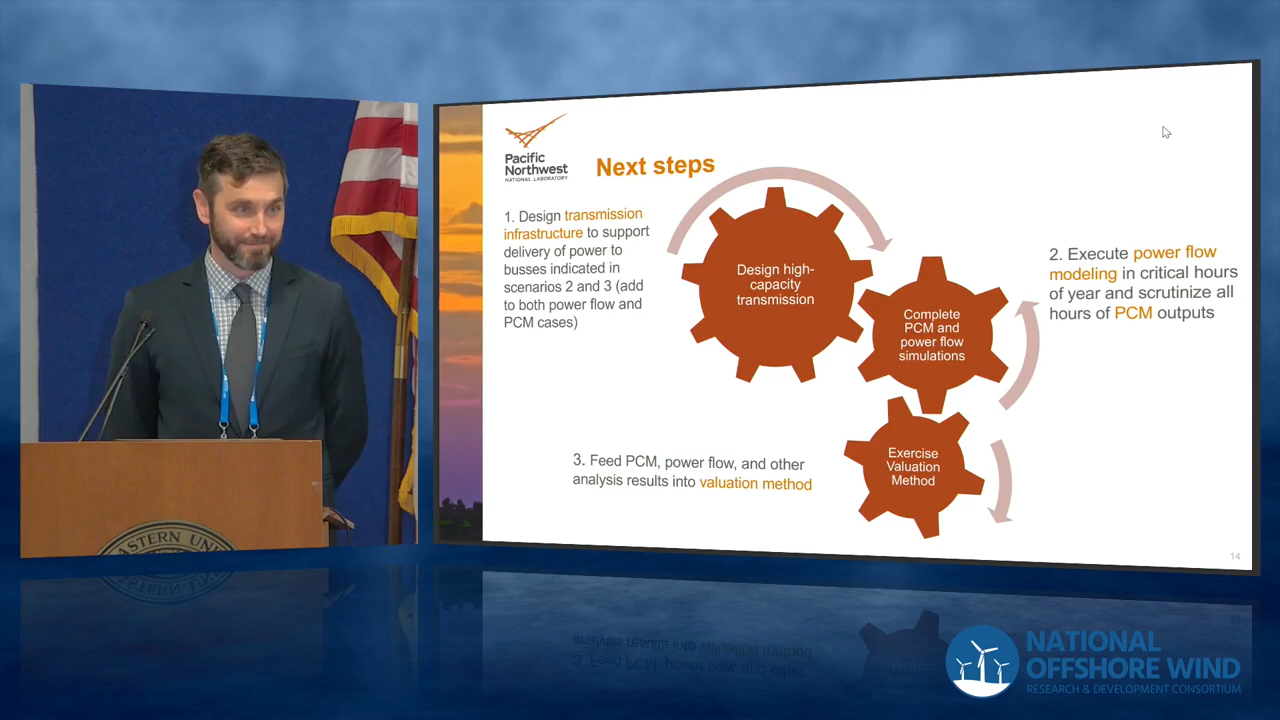 Pacific
Northwest
NATIONAL LABORATORY
Next steps
1. Design transmission
infrastructure to support
delivery of power to
busses indicated in
scenarios 2 and 3 (add
to both power flow and
PCM cases)
Design high-
capacity
transmission
Complete
PCM and
power flow
simulations
Exercise
Valuation
Method
2. Execute power flow
modeling in critical hours
of year and scrutinize all
hours of PCM outputs
3. Feed PCM, power flow, and other
analysis results into valuation method
14
EASTERN UNI
NATIONAL
OFFSHORE WIND
RESEARCH & DEVELOPMENT CONSORTIUM